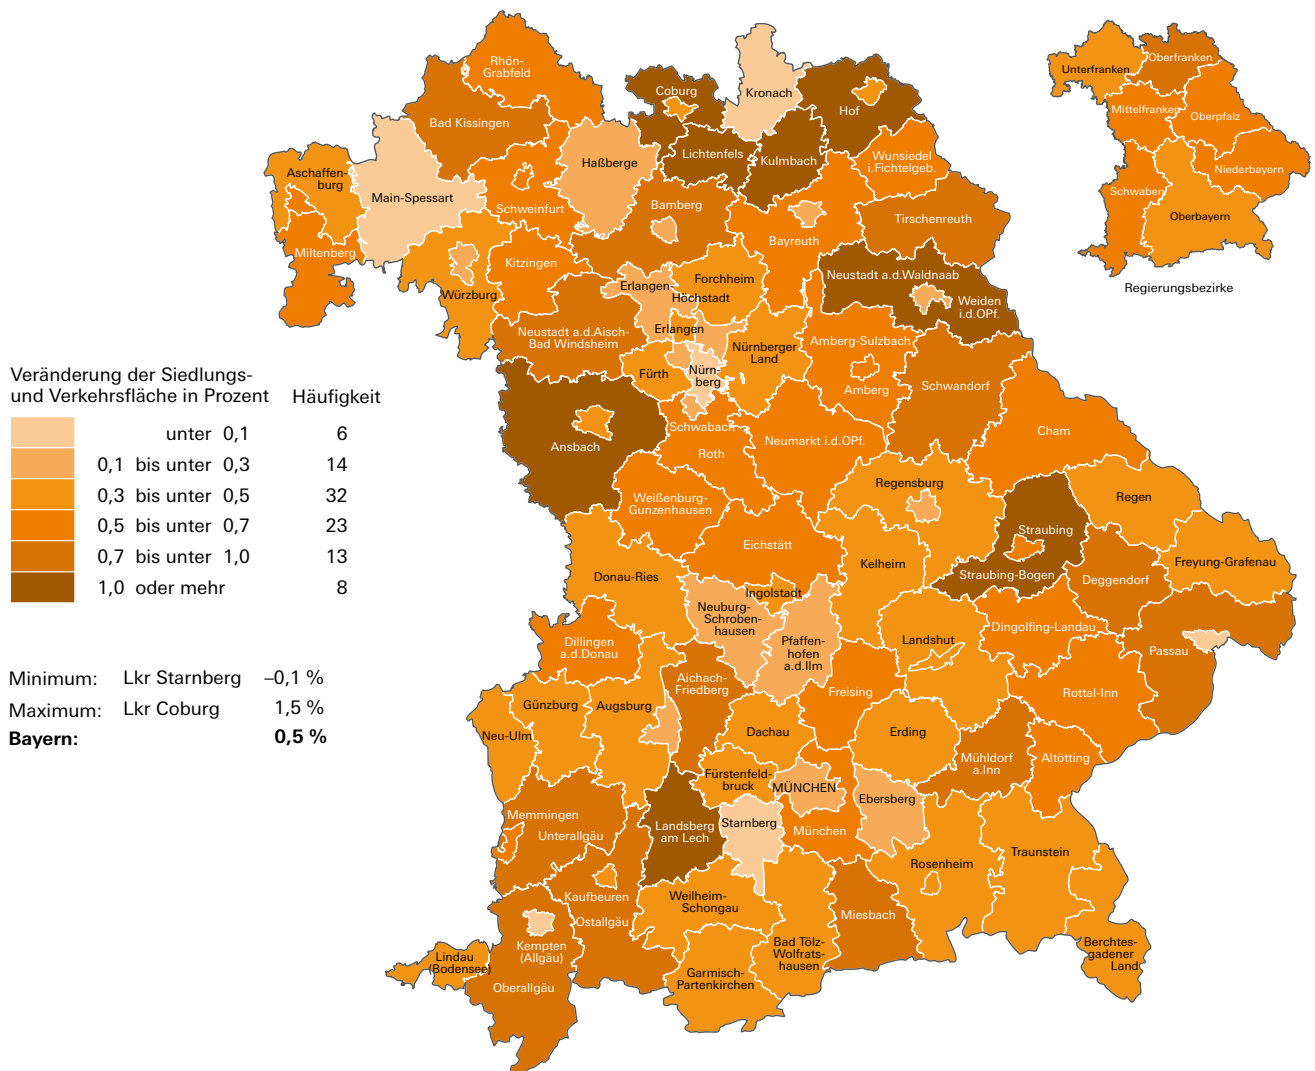 Rhön-
Grabfeld
Bad Kissingen
Coburg
Kronach
Hof
Lichtenfels
Kulmbach
Haßberge
Aschaffen-
burg
Main-Spessart
Schweinfurt
Bamberg
Wunsiedel
i.Fichtelgeb.
Tirschenreuth
Miltenberg
Kitzingen
Bayreuth
Würzburg
Erlangen-
Höchstadt
Forchheim
Neustadt a.d.Waldnaab
Weiden
i.d.OPf.
Neustadt a.d.Aisch-
Bad Windsheim
Erlangen
Nürnberger
Land
Amberg-Sulzbach
Amberg
Fürth
Nürn-
berg
Schwandorf
Ansbach
Schwabach
Roth
Neumarkt i.d.OPf.
Cham
Weißenburg-
Gunzenhausen
Regensburg
Regen
Eichstätt
Straubing
Kelheim
Straubing-Bogen
Deggendorf
Freyung-Grafenau
Donau-Ries
Ingolstadt
Neuburg-
Schroben-
hausen
Pfaffen-
hofen
a.d.Ilm
Landshut
Dingolfing-Landau
Passau
Dillingen
a.d.Donau
Aichach-
Friedberg
Freising
Rottal-Inn
Günzburg
Augsburg
Neu-Ulm
Dachau
Erding
Mühldorf
a.Inn
Altötting
Fürstenfeld-
bruck
MÜNCHEN
Ebersberg
Memmingen
Unterallgäu
Landsberg
am Lech
Starnberg
München
Rosenheim
Traunstein
Kaufbeuren
Ostallgäu
Weilheim-
Schongau
Miesbach
Kempten
(Allgäu)
Bad Tölz-
Wolfrats-
hausen
Berchtes-
gadener
Land
Lindau
(Bodensee)
Oberallgäu
Garmisch-
Partenkirchen
Unterfranken
Oberfranken
Mittelfranken
Oberpfalz
Niederbayern
Schwaben
Oberbayern
Regierungsbezirke
Veränderung der Siedlungs-
und Verkehrsfläche in Prozent Häufigkeit
unter 0,1 6
0,1 bis unter 0,3 14
0,3 bis unter 0,5 32
0,5 bis unter 0,7 23
0,7 bis unter 1,0 13
1,0 oder mehr 8
Minimum: Lkr Starnberg –0,1 %
Maximum: Lkr Coburg 1,5 %
Bayern: 0,5 %